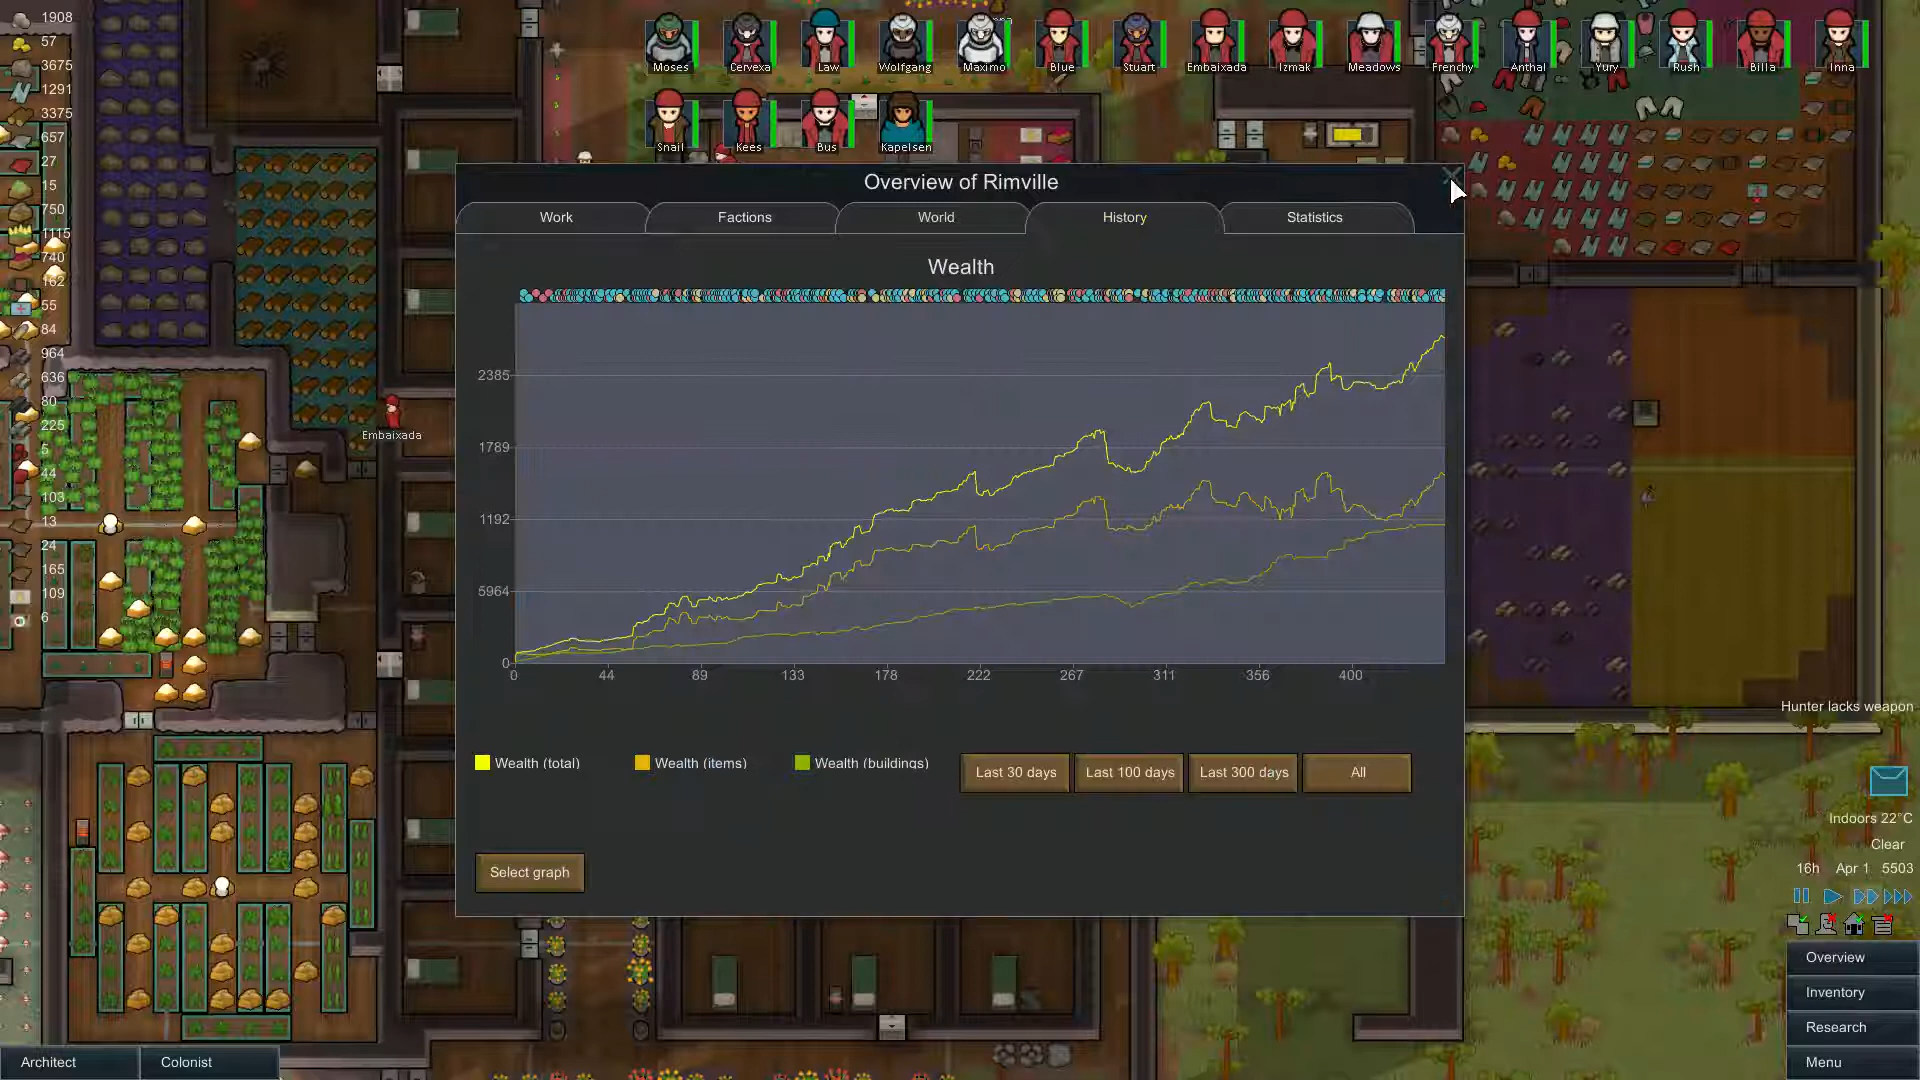 1908
57
3675
1291
3375
657
27
15
750
1115
740
162
55
84
964
636
80
225
5
44
103
13
24
165
109
6
Moses
Cervexa
Law
Wolfgang
Maximo
Blue
Stuart
Embaixada
Izmak
Meadows
Frenchy
Anthal
Yury
Rush
Billa
Inna
Snail
Kees
Bus
Kapelsen
Overview of Rimville
Work
Factions
World
History
Statistics
Wealth
2385
1789
1192
5964
0
0
44
89
133
178
222
267
311
356
400
Wealth (total)
Wealth (items)
Wealth (buildings)
Last 30 days
Last 100 days
Last 300 days
All
Select graph
Embaixada
Hunter lacks weapon
Indoors 22°C
Clear
16h Apr 1 5503
Overview
Inventory
Research
Menu
Architect
Colonist